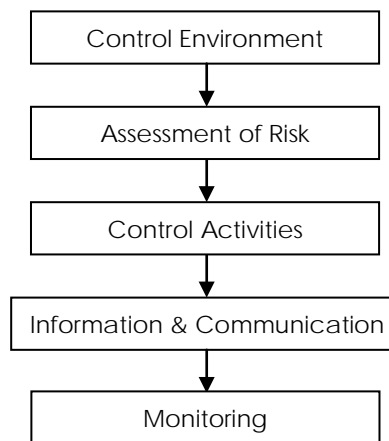 Control Environment
Assessment of Risk
Control Activities
Information & Communication
Monitoring